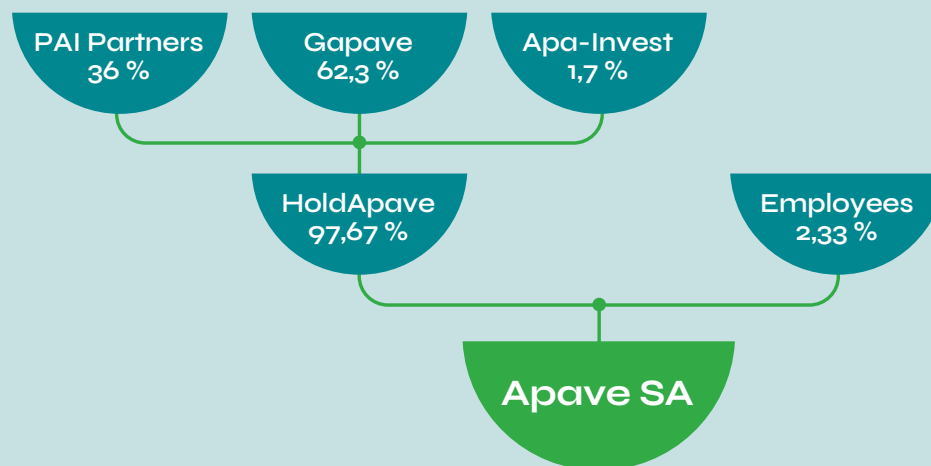 PAI Partners
36 %
Gapave
62,3 %
Apa-Invest
1,7 %
HoldApave
97,67 %
Employees
2,33 %
Apave SA